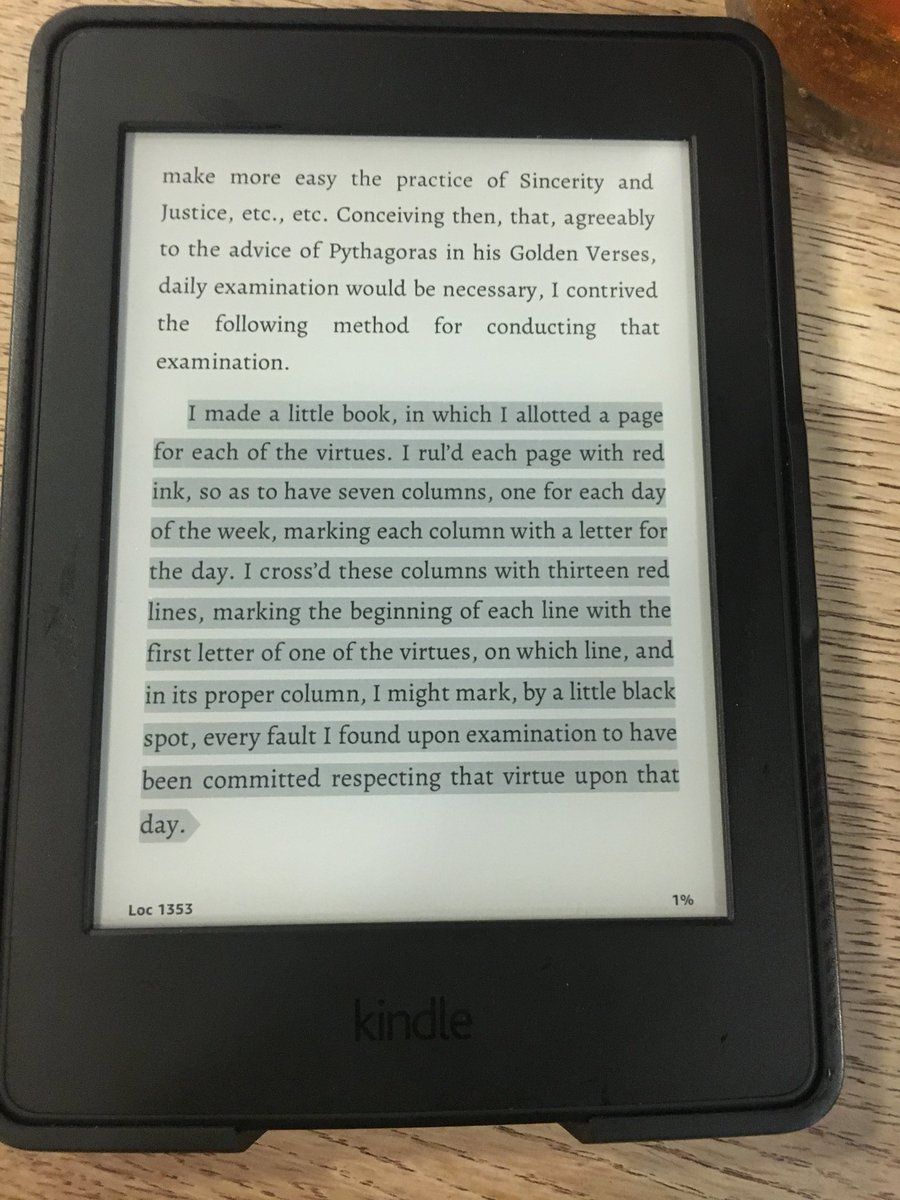 make more easy the practice of Sincerity and
Justice, etc., etc. Conceiving then, that, agreeably
to the advice of Pythagoras in his Golden Verses,
daily examination would be necessary, I contrived
the following method for conducting that
examination.
I made a little book, in which I allotted a page
for each of the virtues. I rul’d each page with red
ink, so as to have seven columns, one for each day
of the week, marking each column with a letter for
the day. I cross’d these columns with thirteen red
lines, marking the beginning of each line with the
first letter of one of the virtues, on which line, and
in its proper column, I might mark, by a little black
spot, every fault I found upon examination to have
been committed respecting that virtue upon that
day.
Loc 1353 1%
kindle